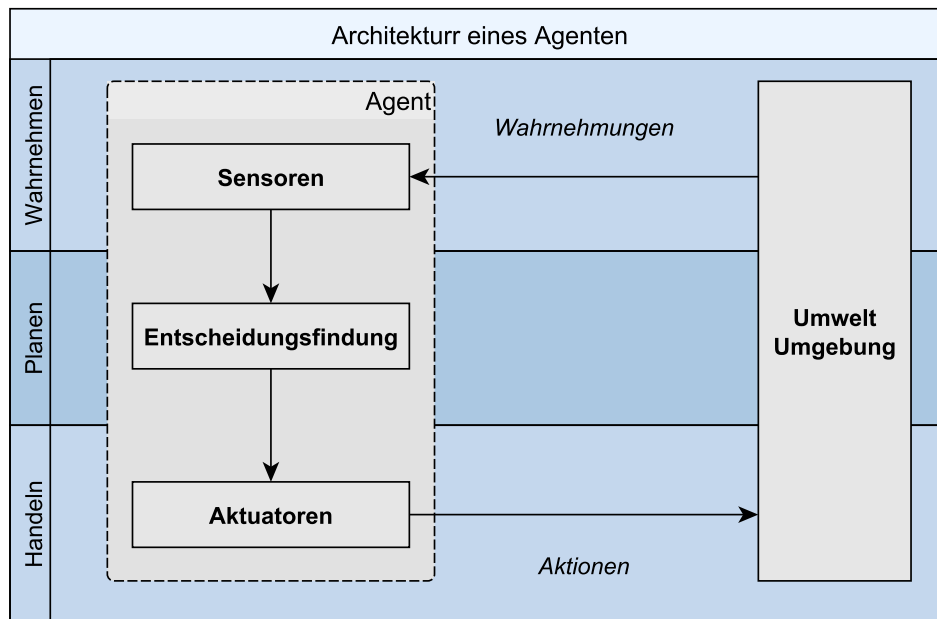 Architekturr eines Agenten
Wahrnehmen
Agent
Wahrnehmungen
Sensoren
Planen
Entscheidungsfindung
Umwelt
Umgebung
Handeln
Aktuatoren
Aktionen